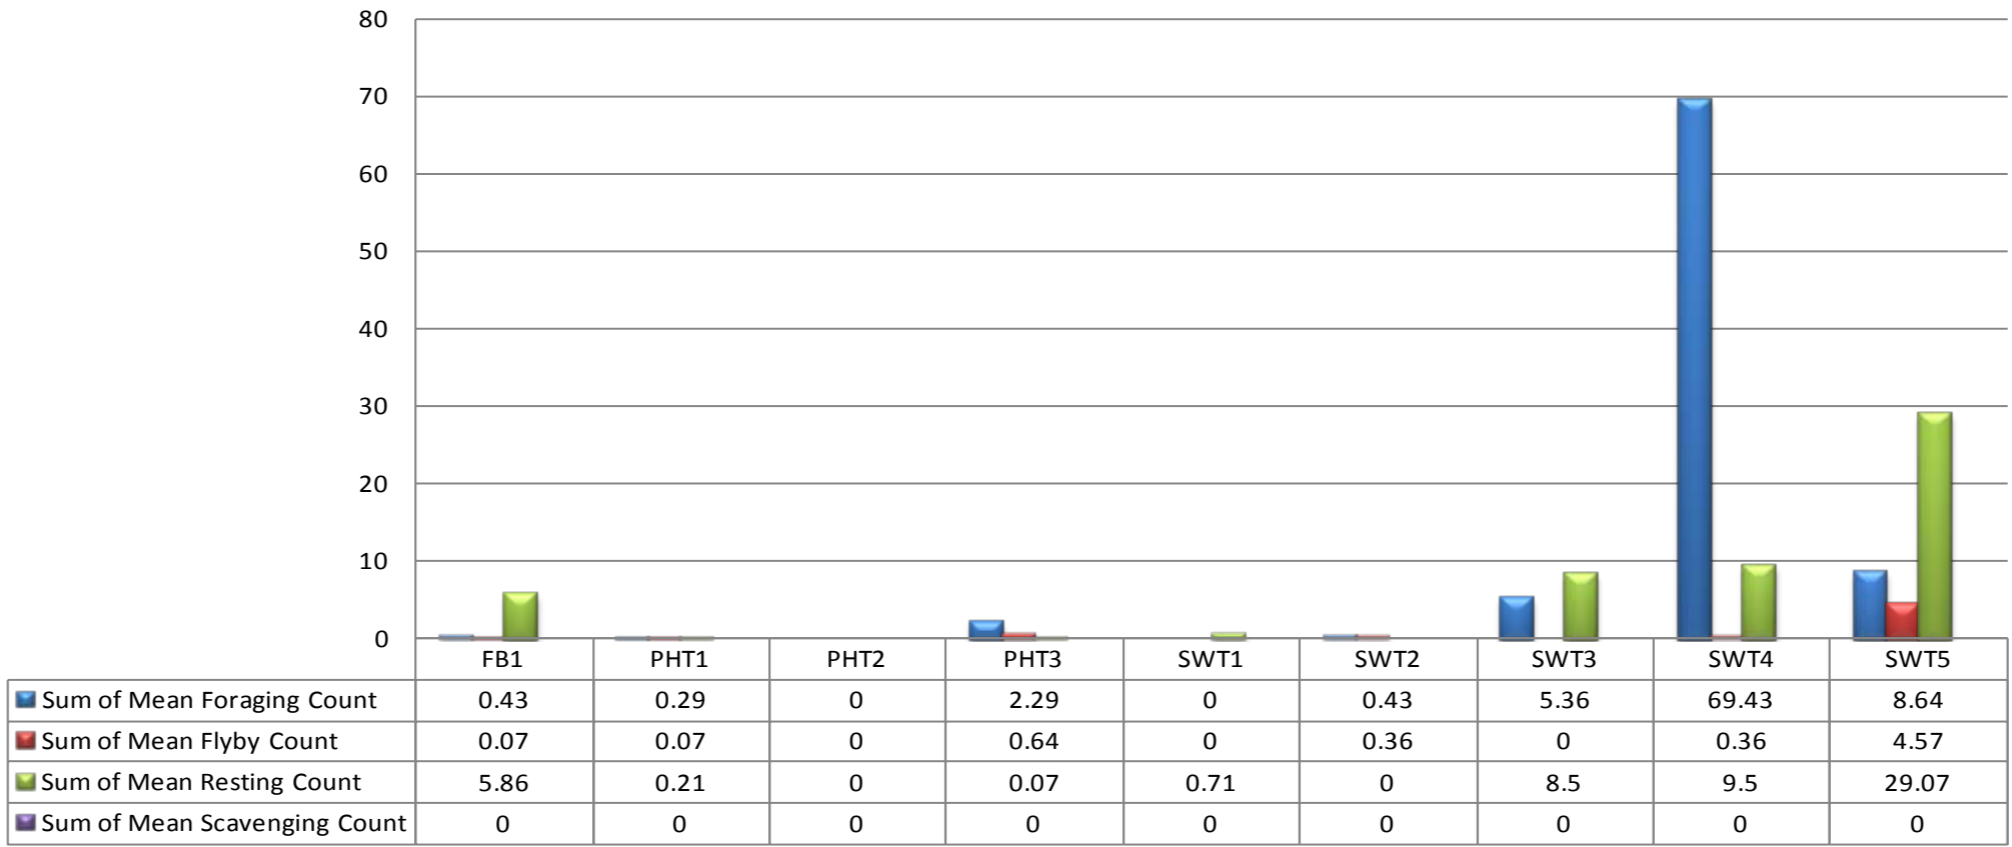 80
70
60
50
40
30
20
10
0
FB1 PHT1 PHT2 PHT3 SWT1 SWT2 SWT3 SWT4 SWT5
Sum of Mean Foraging Count 0.43 0.29 0 2.29 0 0.43 5.36 69.43 8.64
Sum of Mean Flyby Count 0.07 0.07 0 0.64 0 0.36 0 0.36 4.57
Sum of Mean Resting Count 5.86 0.21 0 0.07 0.71 0 8.5 9.5 29.07
Sum of Mean Scavenging Count 0 0 0 0 0 0 0 0 0